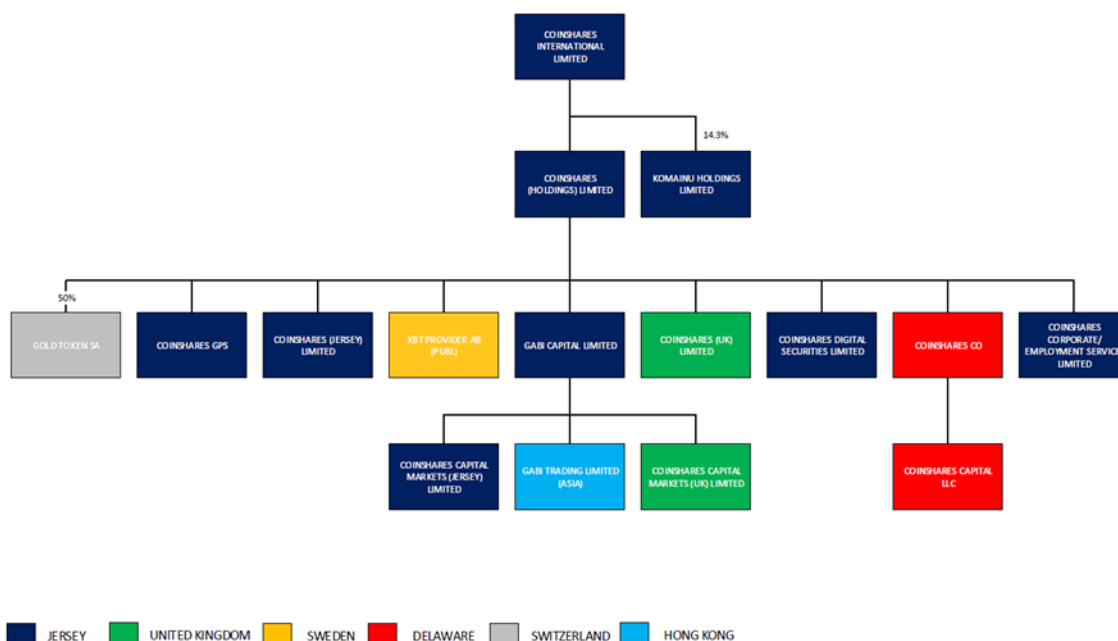 COINSHARES
INTERNATIONAL
LIMITED
14.3%
COINSHARES
(HOLDINGS) LIMITED
KOMAINU HOLDINGS
LIMITED
50%
GOLD TOKEN SA
COINSHARES GPS
COINSHARES (JERSEY)
LIMITED
XBT PROVIDER AB
(PUBL)
GABI CAPITAL LIMITED
COINSHARES (UK)
LIMITED
COINSHARES DIGITAL
SECURITIES LIMITED
COINSHARES CO
COINSHARES
CORPORATE/
EMPLOYMENT SERVICE
LIMITED
COINSHARES CAPITAL
MARKETS (JERSEY)
LIMITED
GABI TRADING LIMITED
(ASIA)
COINSHARES CAPITAL
MARKETS (UK) LIMITED
COINSHARES CAPITAL
LLC
JERSEY
UNITED KINGDOM
SWEDEN
DELAWARE
SWITZERLAND
HONG KONG